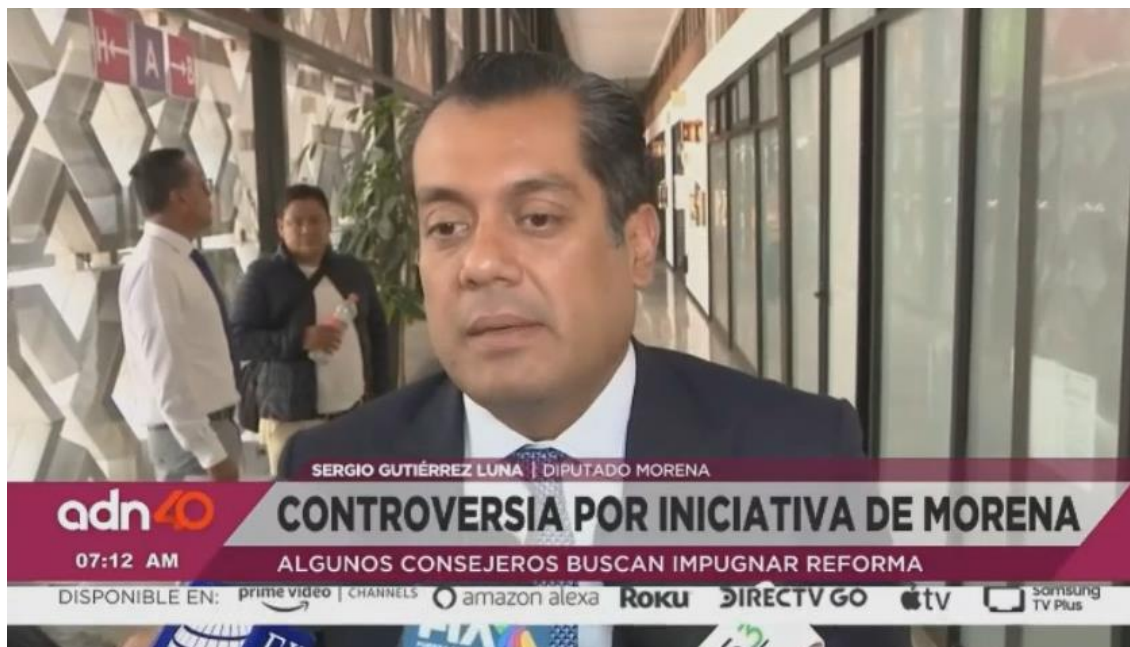 H A B
SERGIO GUTIÉRREZ LUNA | DIPUTADO MORENA
adn40
CONTROVERSIA POR INICIATIVA DE MORENA
07:12 AM
ALGUNOS CONSEJEROS BUSCAN IMPUGNAR REFORMA
DISPONIBLE EN: prime video | CHANNELS amazon alexa ROKU DIRECTV GO tv Samsung TV Plus